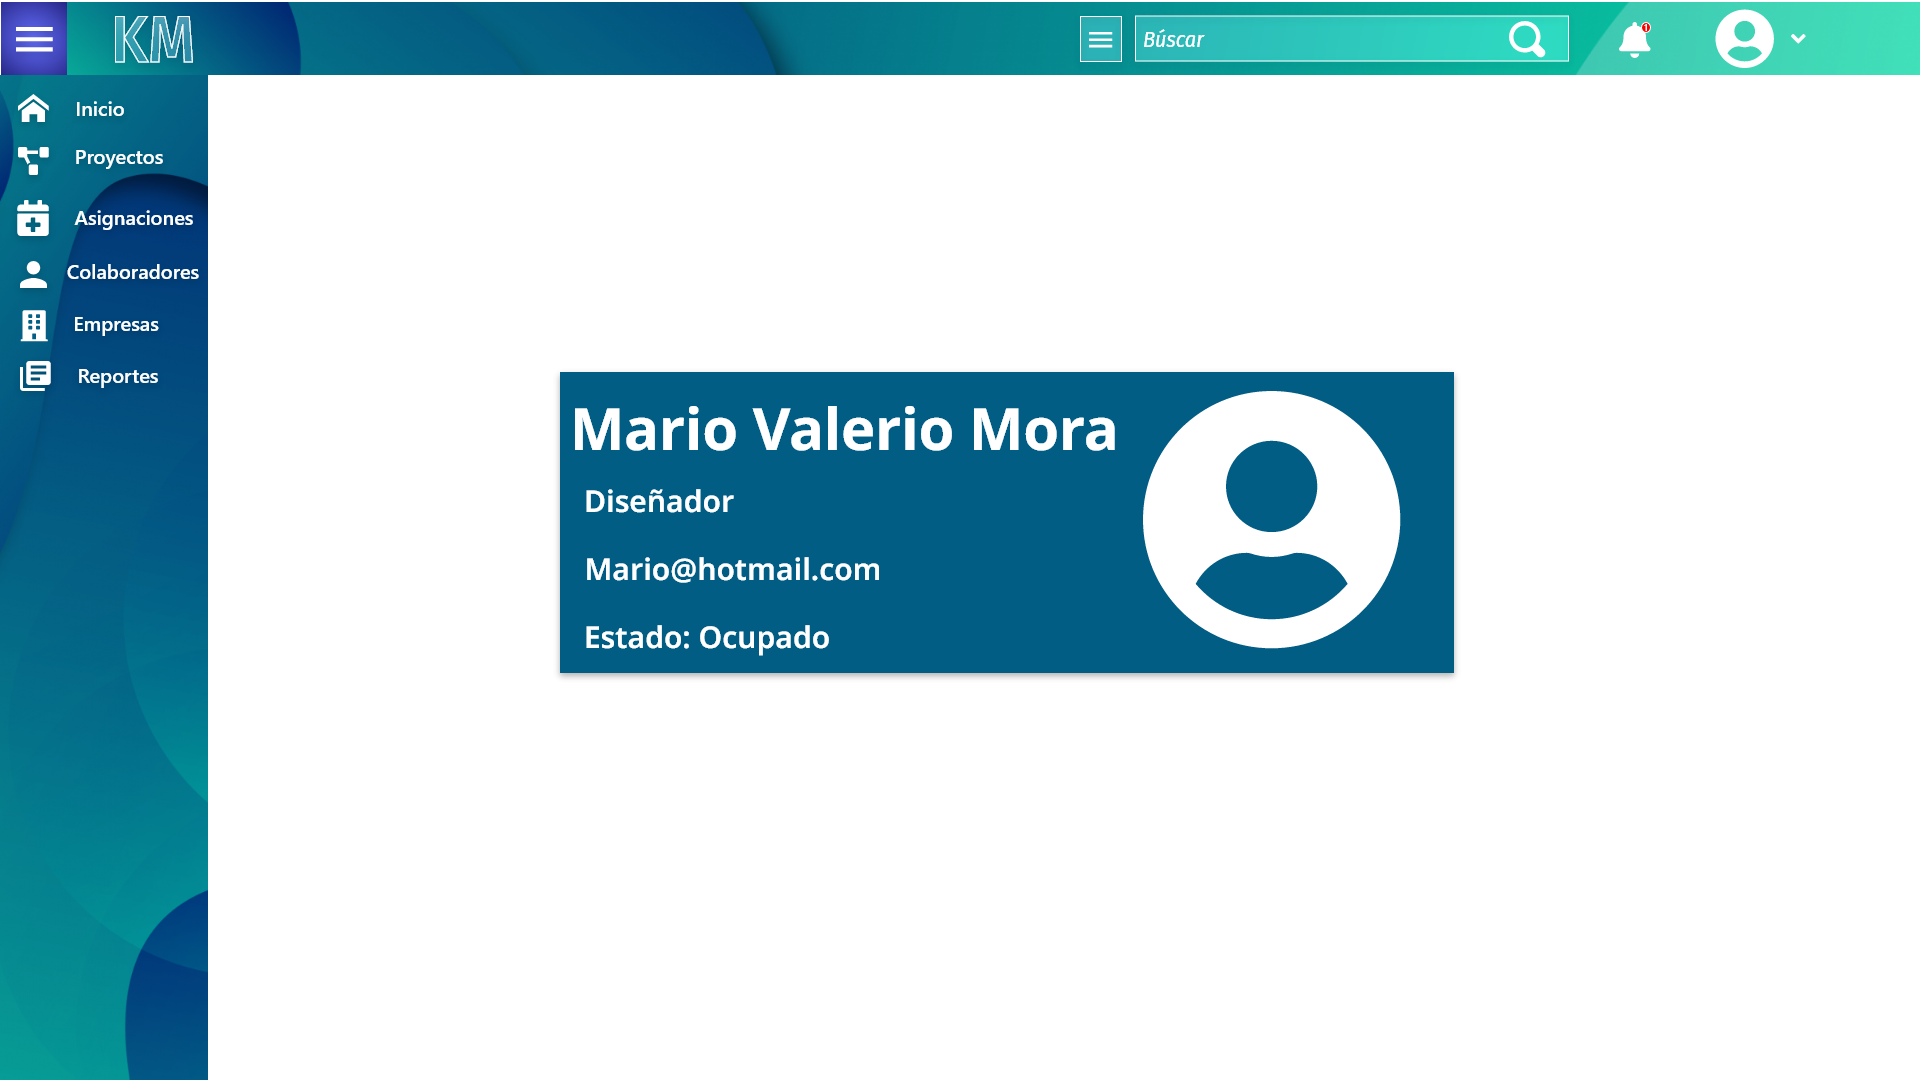 KM
Búscar
1
Inicio
Proyectos
Asignaciones
Colaboradores
Empresas
Reportes
Mario Valerio Mora
Diseñador
Mario@hotmail.com
Estado: Ocupado